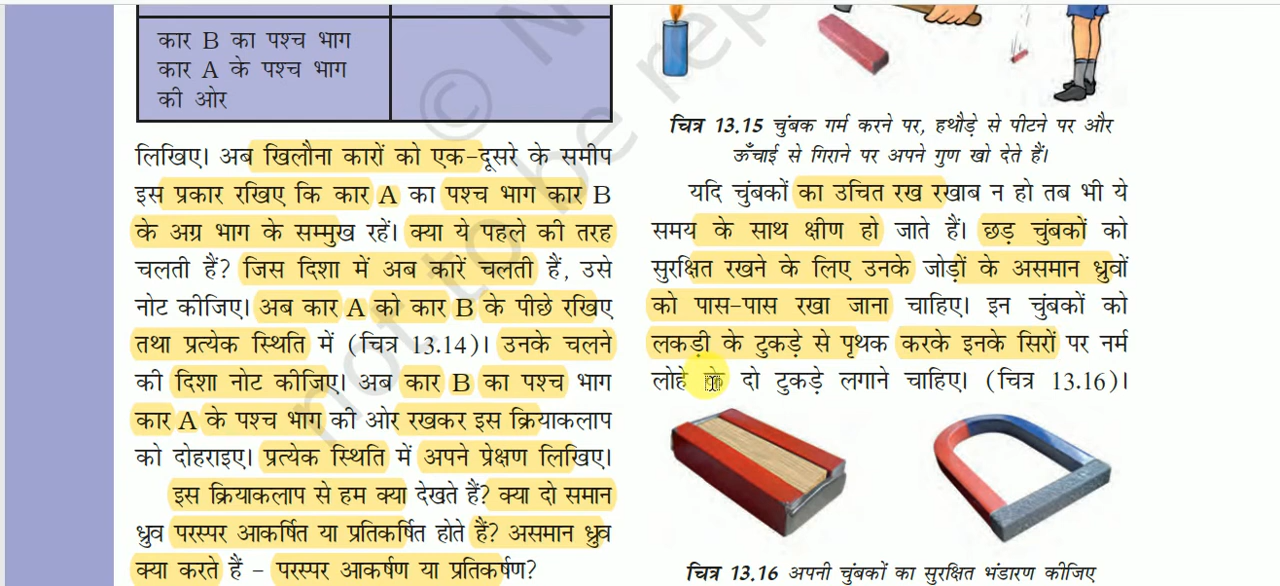 कार B का पश्च भाग
कार A के पश्च भाग
की ओर
लिखिए। अब खिलौना कारों को एक-दूसरे के समीप
इस प्रकार रखिए कि कार A का पश्च भाग कार B
के अग्र भाग के सम्मुख रहें। क्या ये पहले की तरह
चलती हैं? जिस दिशा में अब कारें चलती हैं, उसे
नोट कीजिए। अब कार A को कार B के पीछे रखिए
तथा प्रत्येक स्थिति में (चित्र 13.14)। उनके चलने
की दिशा नोट कीजिए। अब कार B का पश्च भाग
कार A के पश्च भाग की ओर रखकर इस क्रियाकलाप
को दोहराइए। प्रत्येक स्थिति में अपने प्रेक्षण लिखिए।
इस क्रियाकलाप से हम क्या देखते हैं? क्या दो समान
ध्रुव परस्पर आकर्षित या प्रतिकर्षित होते हैं? असमान ध्रुव
क्या करते हैं – परस्पर आकर्षण या प्रतिकर्षण?
चित्र 13.15 चुंबक गर्म करने पर, हथौड़े से पीटने पर और
ऊँचाई से गिराने पर अपने गुण खो देते हैं।
यदि चुंबकों का उचित रख रखाब न हो तब भी ये
समय के साथ क्षीण हो जाते हैं। छड़ चुंबकों को
सुरक्षित रखने के लिए उनके जोड़ों के असमान ध्रुवों
को पास-पास रखा जाना चाहिए। इन चुंबकों को
लकड़ी के टुकड़े से पृथक करके इनके सिरों पर नर्म
लोहे के दो टुकड़े लगाने चाहिए। (चित्र 13.16)।
चित्र 13.16 अपनी चुंबकों का सुरक्षित भंडारण कीजिए
not to be rep
© N